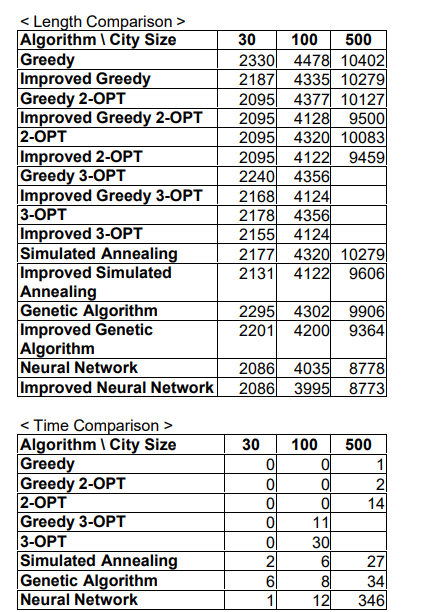 < Length Comparison >
Algorithm \ City Size 30 100 500
Greedy 2330 4478 10402
Improved Greedy 2187 4335 10279
Greedy 2-OPT 2095 4377 10127
Improved Greedy 2-OPT 2095 4128 9500
2-OPT 2095 4320 10083
Improved 2-OPT 2095 4122 9459
Greedy 3-OPT 2240 4356
Improved Greedy 3-OPT 2168 4124
3-OPT 2178 4356
Improved 3-OPT 2155 4124
Simulated Annealing 2177 4320 10279
Improved Simulated 2131 4122 9606
Annealing
Genetic Algorithm 2295 4302 9906
Improved Genetic 2201 4200 9364
Algorithm
Neural Network 2086 4035 8778
Improved Neural Network 2086 3995 8773
< Time Comparison >
Algorithm \ City Size 30 100 500
Greedy 0 0 1
Greedy 2-OPT 0 0 2
2-OPT 0 0 14
Greedy 3-OPT 0 11
3-OPT 0 30
Simulated Annealing 2 6 27
Genetic Algorithm 6 8 34
Neural Network 1 12 346